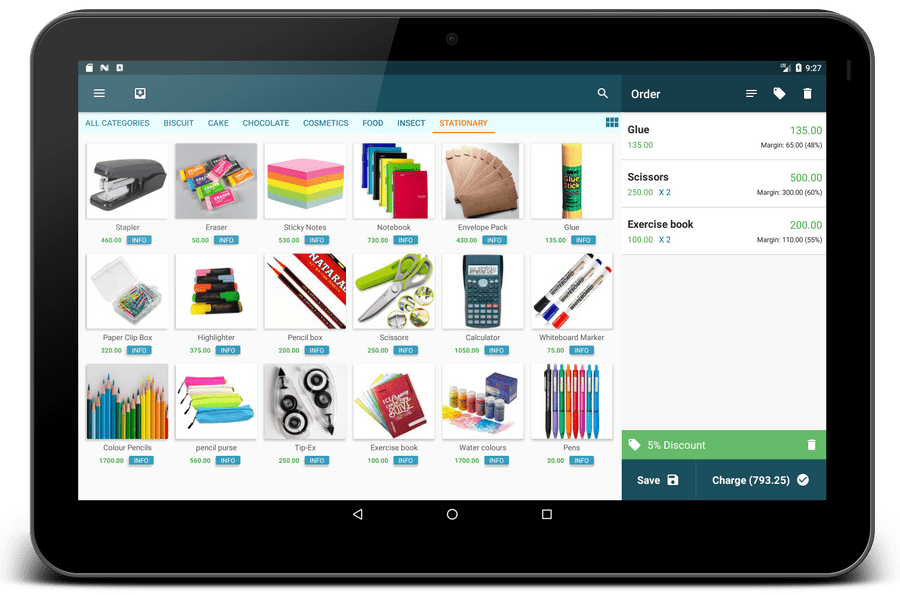 9:27
Order
ALL CATEGORIES BISCUIT CAKE CHOCOLATE COSMETICS FOOD INSECT STATIONARY
Stapler
460.00 INFO
Eraser
50.00 INFO
Sticky Notes
530.00 INFO
Notebook
730.00 INFO
Envelope Pack
430.00 INFO
Glue Stick
Glue
135.00 INFO
Paper Clip Box
320.00 INFO
Highlighter
375.00 INFO
NATARAJ
Pencil box
200.00 INFO
Scissors
250.00 INFO
Calculator
1050.00 INFO
Whiteboard Marker
75.00 INFO
Colour Pencils
1700.00 INFO
pencil purse
560.00 INFO
Tip-Ex
250.00 INFO
Exercise book
100.00 INFO
Water colours
1700.00 INFO
Pens
20.00 INFO
Glue 135.00
135.00 Margin: 65.00 (48%)
Scissors 500.00
250.00 X 2 Margin: 300.00 (60%)
Exercise book 200.00
100.00 X 2 Margin: 110.00 (55%)
5% Discount
Save Charge (793.25)